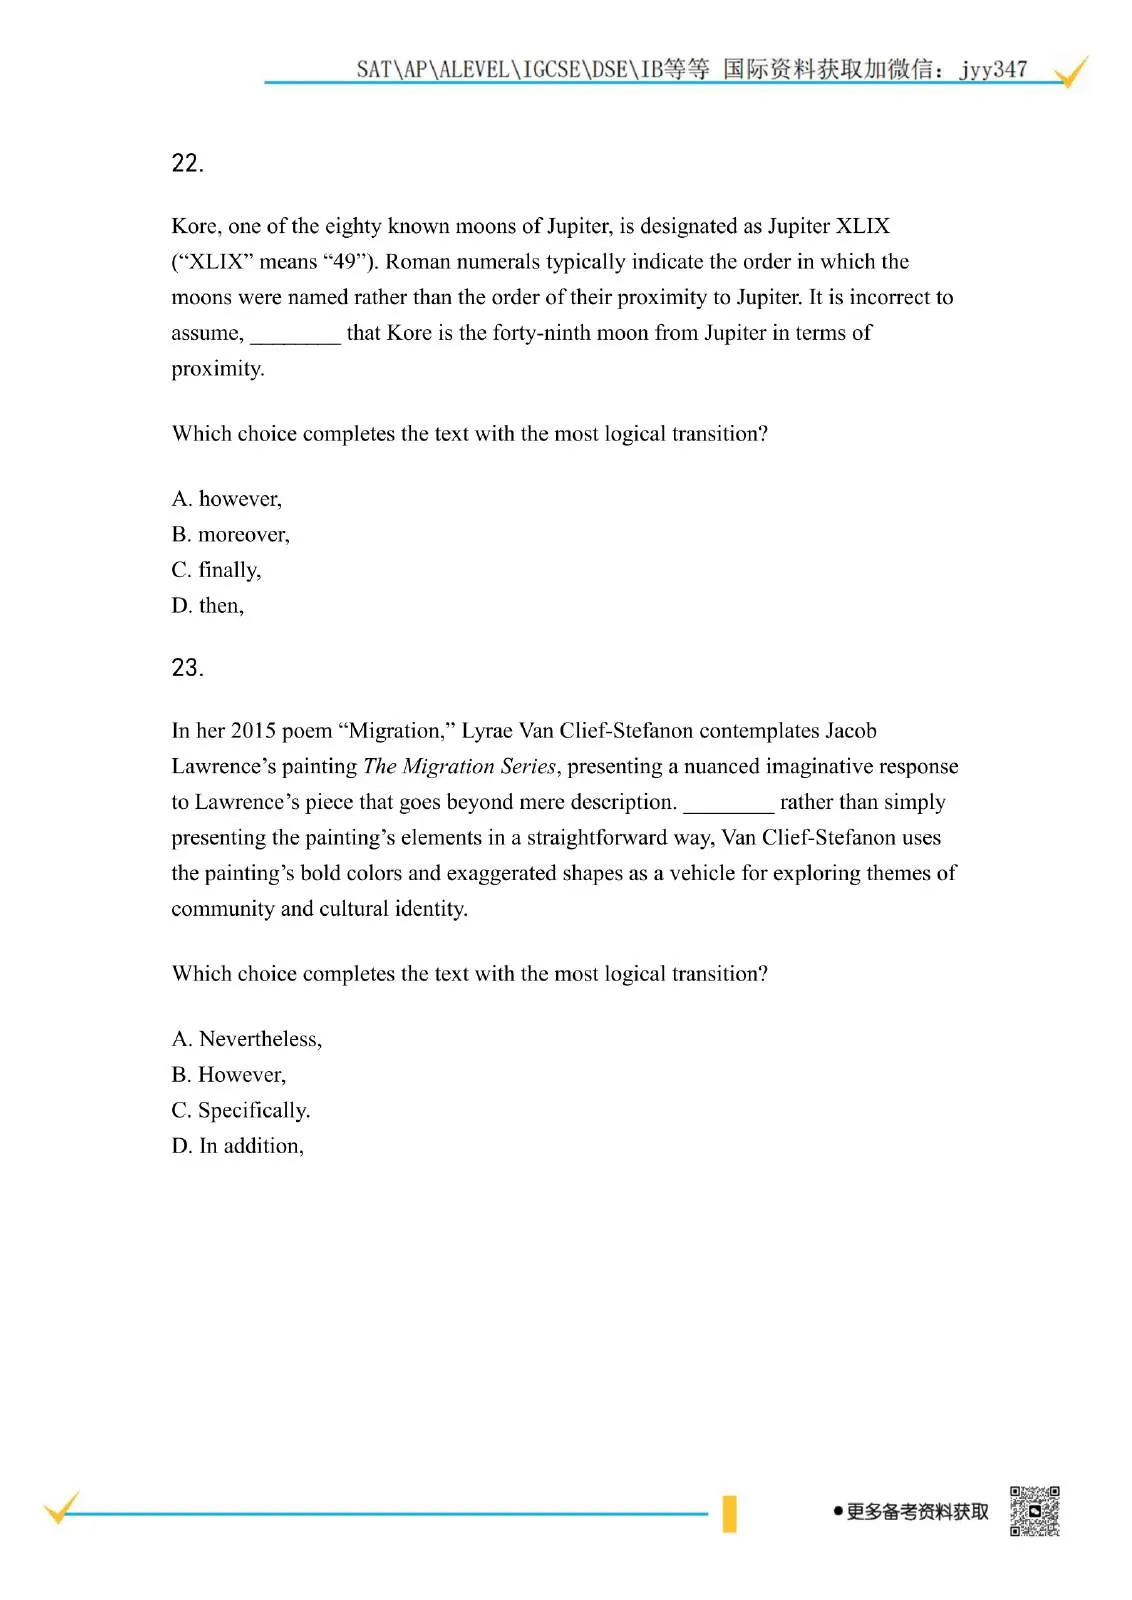 SAT\AP\ALEVEL\IGCSE\DSE\IB等等 国际资料获取加微信：jyy347
22.
Kore, one of the eighty known moons of Jupiter, is designated as Jupiter XLIX
(“XLIX” means “49”). Roman numerals typically indicate the order in which the
moons were named rather than the order of their proximity to Jupiter. It is incorrect to
assume, ________ that Kore is the forty-ninth moon from Jupiter in terms of
proximity.
Which choice completes the text with the most logical transition?
A. however,
B. moreover,
C. finally,
D. then,
23.
In her 2015 poem “Migration,” Lyrae Van Clief-Stefanon contemplates Jacob
Lawrence’s painting The Migration Series, presenting a nuanced imaginative response
to Lawrence’s piece that goes beyond mere description. ________ rather than simply
presenting the painting’s elements in a straightforward way, Van Clief-Stefanon uses
the painting’s bold colors and exaggerated shapes as a vehicle for exploring themes of
community and cultural identity.
Which choice completes the text with the most logical transition?
A. Nevertheless,
B. However,
C. Specifically.
D. In addition,
●更多备考资料获取